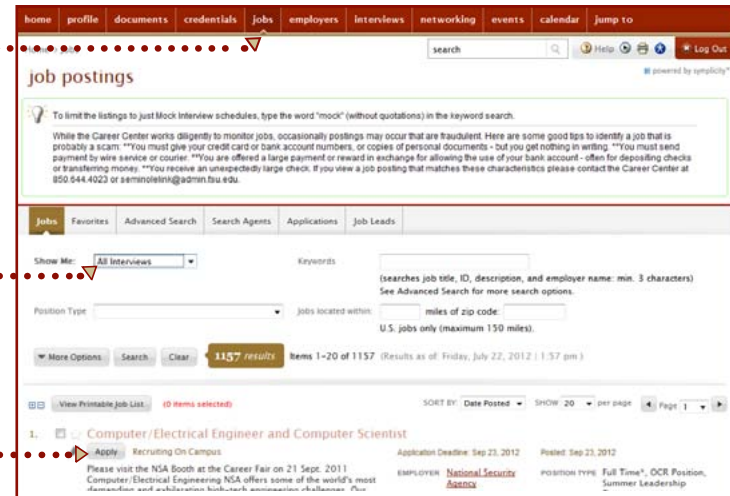 home profile documents credentials jobs employers interviews networking events calendar jump to
search Help Log Out
job postings
powered by symplicity
To limit the listings to just Mock Interview schedules, type the word "mock" (without quotations) in the keyword search.
While the Career Center works diligently to monitor jobs, occasionally postings may occur that are fraudulent. Here are some good tips to identify a job that is
probably a scam: **You must give your credit card or bank account numbers, or copies of personal documents - but you get nothing in writing. **You must send
payment by wire service or courier. **You are offered a large payment or reward in exchange for allowing the use of your bank account - often for depositing checks
or transferring money. **You receive an unexpectedly large check. If you view a job posting that matches these characteristics please contact the Career Center at
850.644.4023 or seminolelink@admin.fsu.edu.
Jobs Favorites Advanced Search Search Agents Applications Job Leads
Show Me: All Interviews Keywords
(searches job title, ID, description, and employer name: min. 3 characters)
See Advanced Search for more search options.
Position Type Jobs located within: miles of zip code:
U.S. jobs only (maximum 150 miles).
More Options Search Clear 1157 results Items 1-20 of 1157 (Results as of Friday, July 22, 2012 | 1:57 pm)
View Printable Job List (0 items selected) SORT BY: Date Posted SHOW 20 per page Page 1
1. Computer/Electrical Engineer and Computer Scientist
Apply Recruiting On Campus Application Deadline: Sep 23, 2012 Posted: Sep 23, 2012
Please visit the NSA Booth at the Career Fair on 21 Sept. 2011 EMPLOYER National Security POSITION TYPE Full Time*, OCR Position,
Computer/Electrical Engineering NSA offers some of the world's most Agency Summer Leadership
demanding and exhilarating high-tech engineering challenges. Our